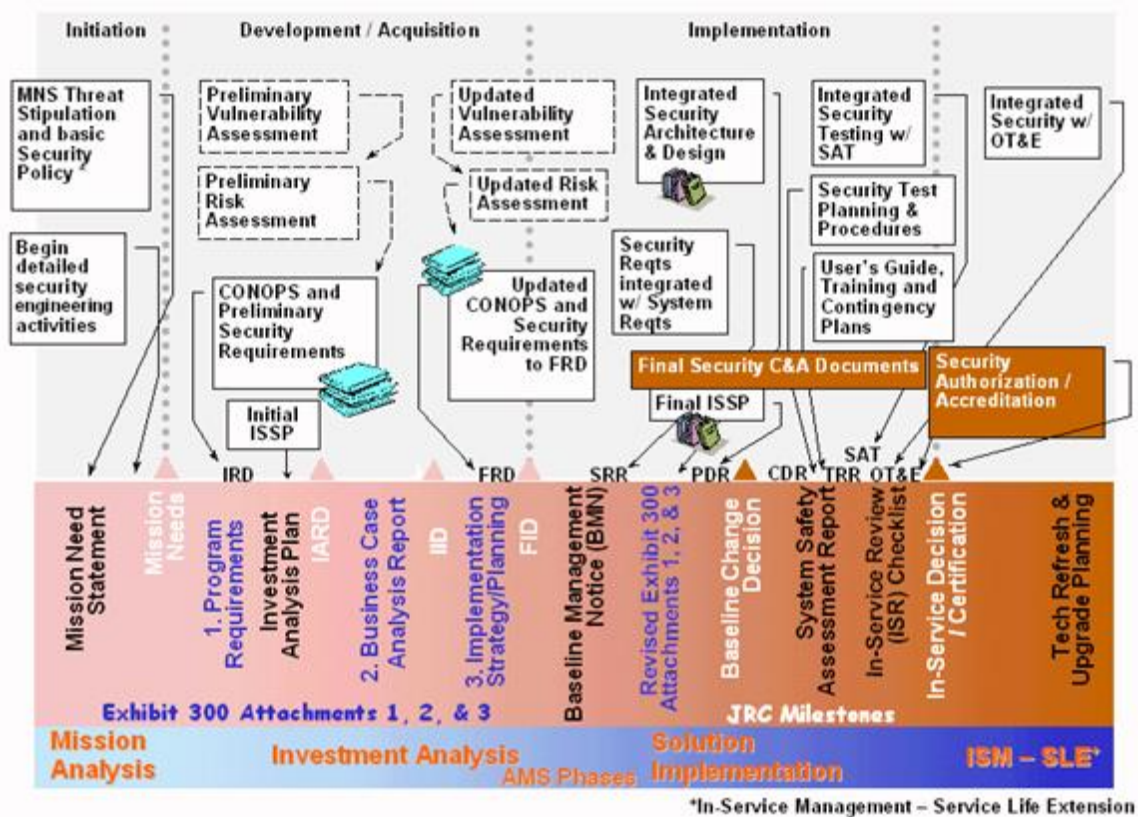 Initiation
Development / Acquisition
Implementation
MNS Threat
Stipulation
and basic
Security
Policy
Begin
detailed
security
engineering
activities
Preliminary
Vulnerability
Assessment
Preliminary
Risk
Assessment
CONOPS and
Preliminary
Security
Requirements
Initial
ISSP
Updated
Vulnerability
Assessment
Updated Risk
Assessment
Updated
CONOPS and
Security
Requirements
to FRD
Integrated
Security
Architecture
& Design
Security
Reqts
integrated
w/ System
Reqts
Final Security C&A Documents
Final ISSP
Integrated
Security
Testing w/
SAT
Security Test
Planning &
Procedures
User's Guide,
Training and
Contingency
Plans
Integrated
Security w/
OT&E
Security
Authorization /
Accreditation
IRD
FRD
SRR
PDR
CDR
SAT
TRR
OT&E
Mission Need
Statement
Mission
Needs
1. Program
Requirements
Investment
Analysis Plan
IARD
2. Business Case
Analysis Report
IID
3. Implementation
Strategy/Planning
FID
Baseline Management
Notice (BMN)
Revised Exhibit 300
Attachments 1, 2, & 3
Baseline Change
Decision
System Safety
Assessment Report
In-Service Review
(ISR) Checklist
In-Service Decision
/ Certification
Tech Refresh &
Upgrade Planning
Exhibit 300 Attachments 1, 2, & 3
JRC Milestones
Mission
Analysis
Investment Analysis
AMS Phases
Solution
Implementation
ISM – SLE*
*In-Service Management – Service Life Extension